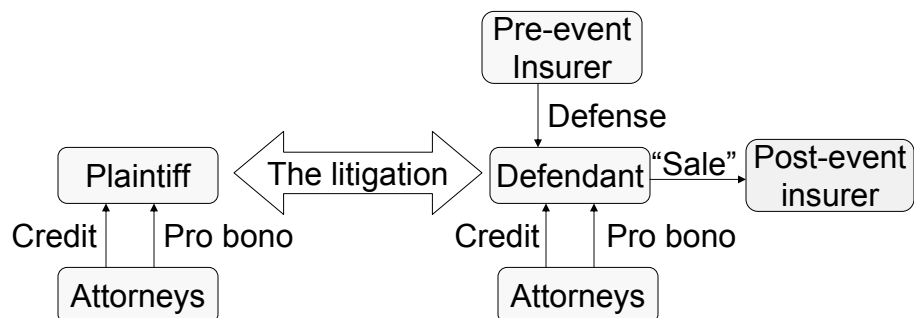 Pre-event
Insurer
Defense
Plaintiff
The litigation
Defendant
“Sale”
Post-event
insurer
Credit
Pro bono
Credit
Pro bono
Attorneys
Attorneys